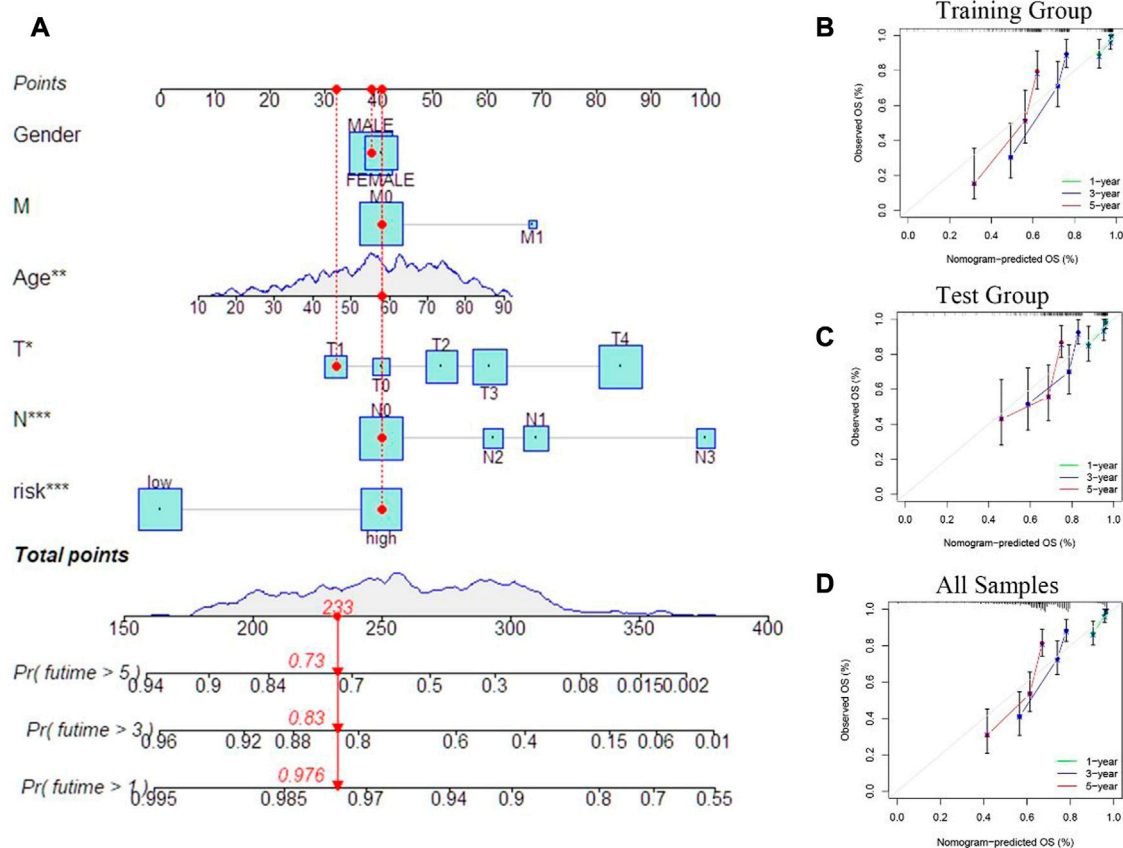 A
Points
0 10 20 30 40 50 60 70 80 90 100
Gender
MALE
FEMALE
M
M0
M1
Age**
10 20 30 40 50 60 70 80 90
T*
T1
T0
T2
T3
T4
N***
N0
N2
N1
N3
risk***
low
high
Total points
233
150 200 250 300 350 400
Pr( futime > 5)
0.73
0.94 0.9 0.84 0.7 0.5 0.3 0.08 0.0150.002
Pr( futime > 3)
0.83
0.96 0.92 0.88 0.8 0.6 0.4 0.15 0.06 0.01
Pr( futime > 1)
0.976
0.995 0.985 0.97 0.94 0.9 0.8 0.7 0.55
B
Training Group
Observed OS (%)
1.0
0.8
0.6
0.4
0.2
0.0
1-year
3-year
5-year
0.0 0.2 0.4 0.6 0.8 1.0
Nomogram-predicted OS (%)
C
Test Group
Observed OS (%)
1.0
0.8
0.6
0.4
0.2
0.0
1-year
3-year
5-year
0.0 0.2 0.4 0.6 0.8 1.0
Nomogram-predicted OS (%)
D
All Samples
Observed OS (%)
1.0
0.8
0.6
0.4
0.2
0.0
1-year
3-year
5-year
0.0 0.2 0.4 0.6 0.8 1.0
Nomogram-predicted OS (%)